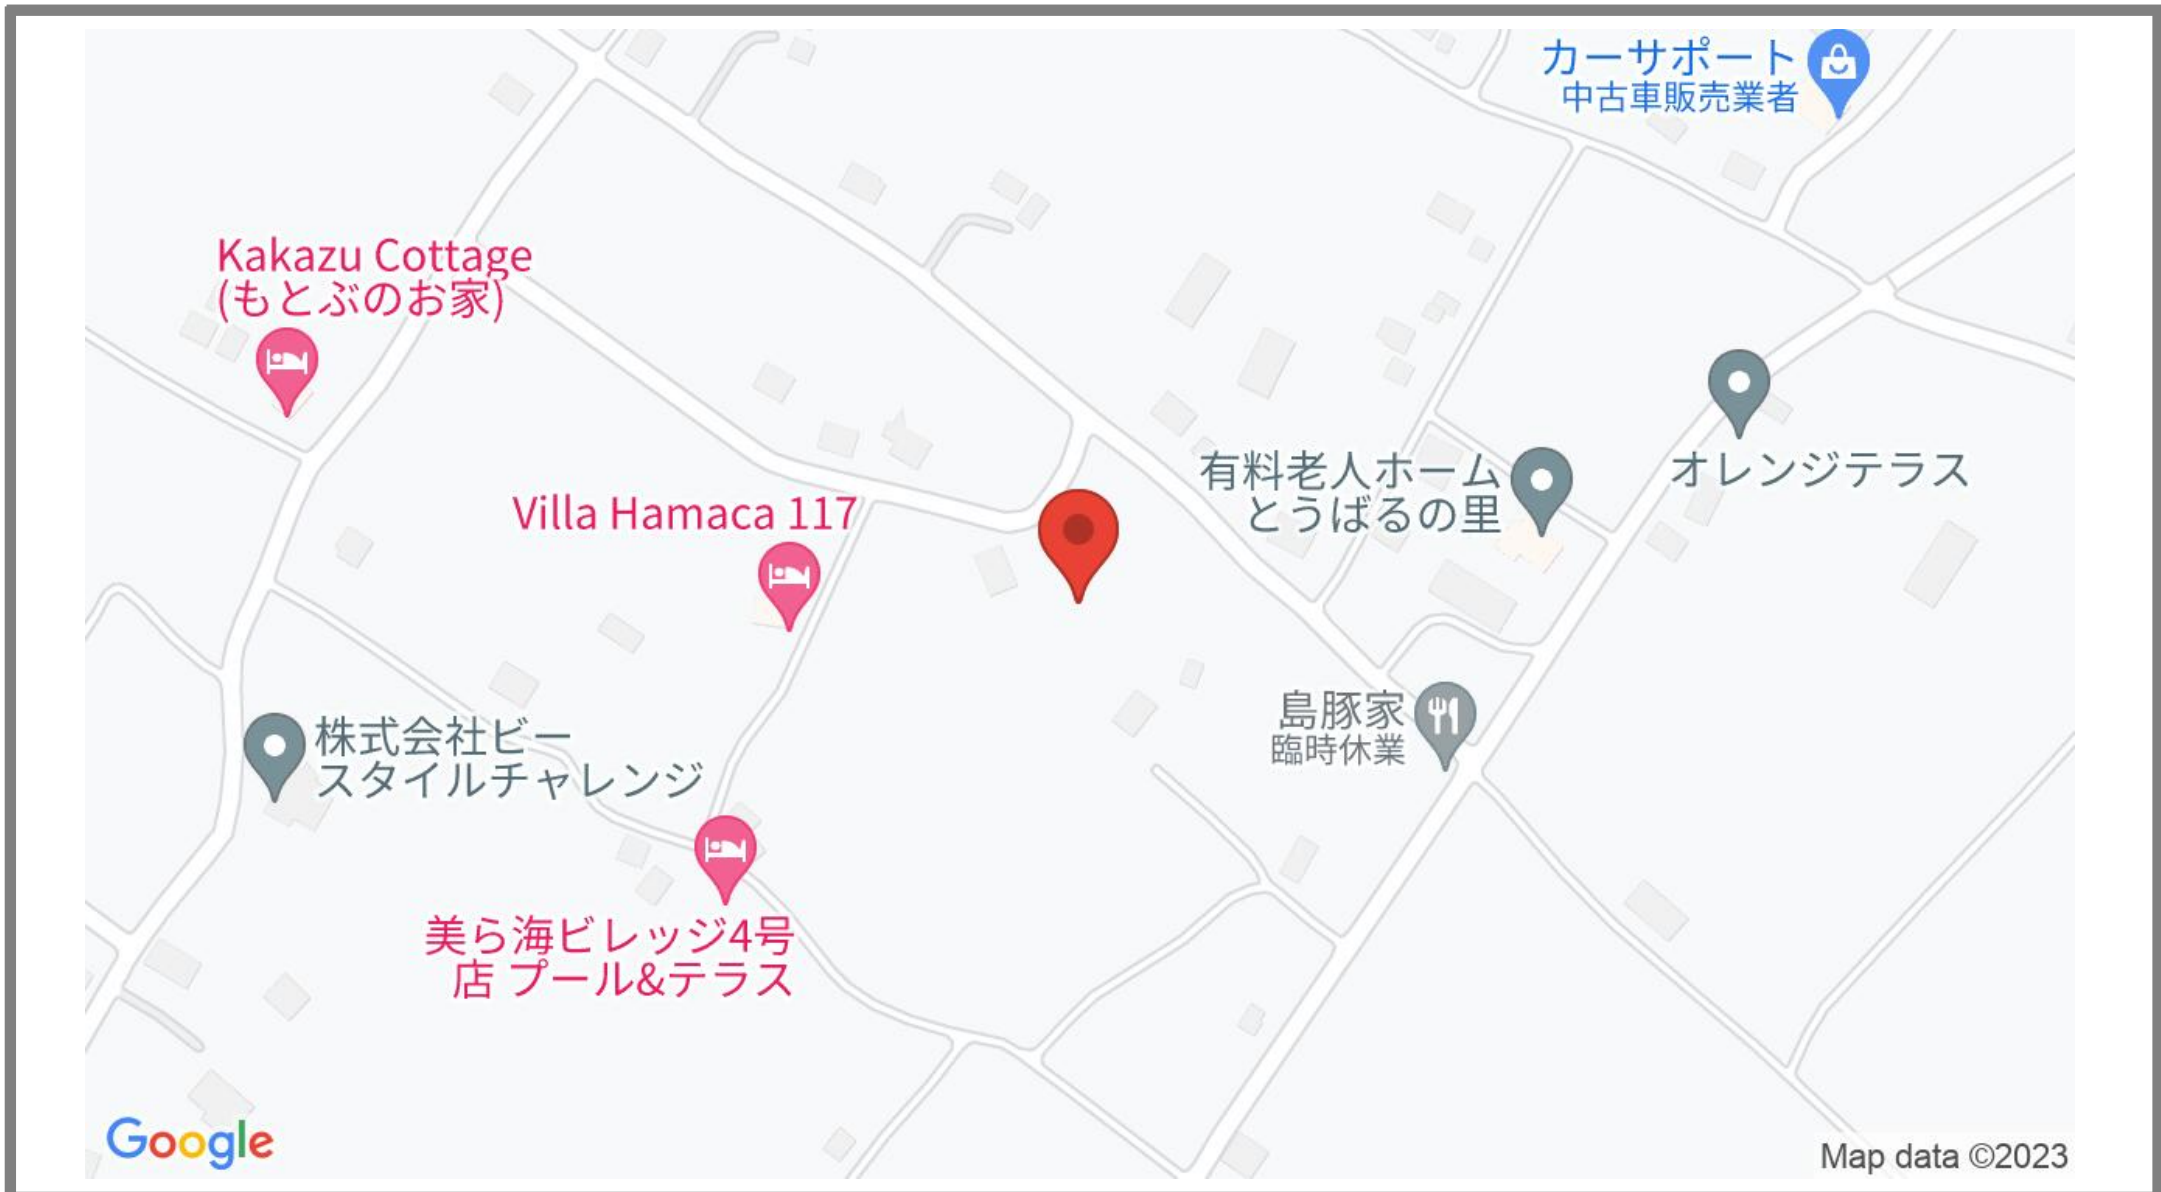 カーサポート
中古車販売業者
Kakazu Cottage
(もとぶのお家)
有料老人ホーム
とうばるの里
オレンジテラス
Villa Hamaca 117
島豚家
臨時休業
株式会社ビー
スタイルチャレンジ
美ら海ビレッジ4号
店 プール&テラス
Google
Map data ©2023